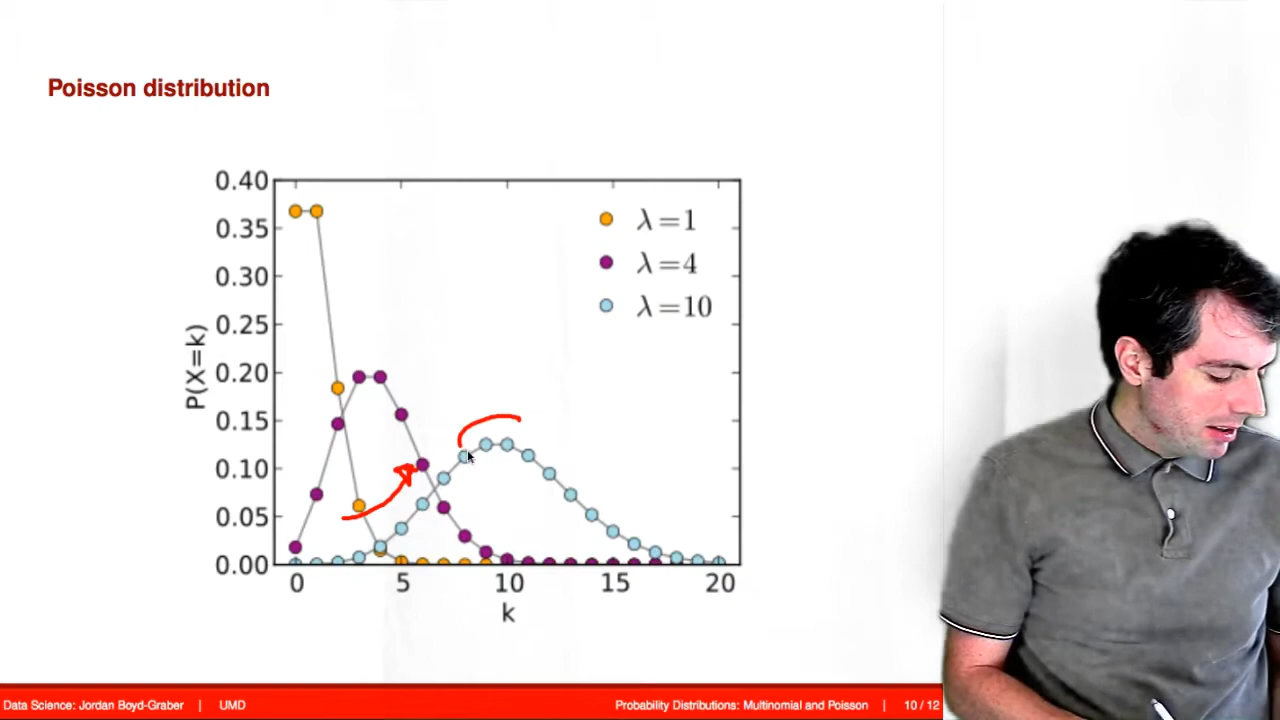 Poisson distribution
0.40
0.35
0.30
0.25
0.20
0.15
0.10
0.05
0.00
P(X=k)
λ=1
λ=4
λ=10
0 5 10 15 20
k
Data Science: Jordan Boyd-Graber | UMD Probability Distributions: Multinomial and Poisson | 10 / 12